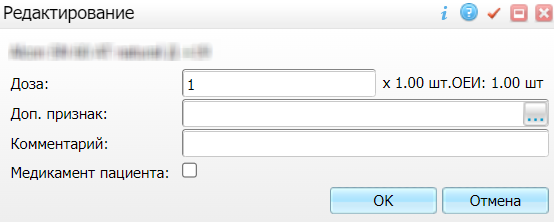 Редактирование
Доза: 1 x 1.00 шт.ОЕИ: 1.00 шт
Доп. признак: ...
Комментарий:
Медикамент пациента:
OK Отмена